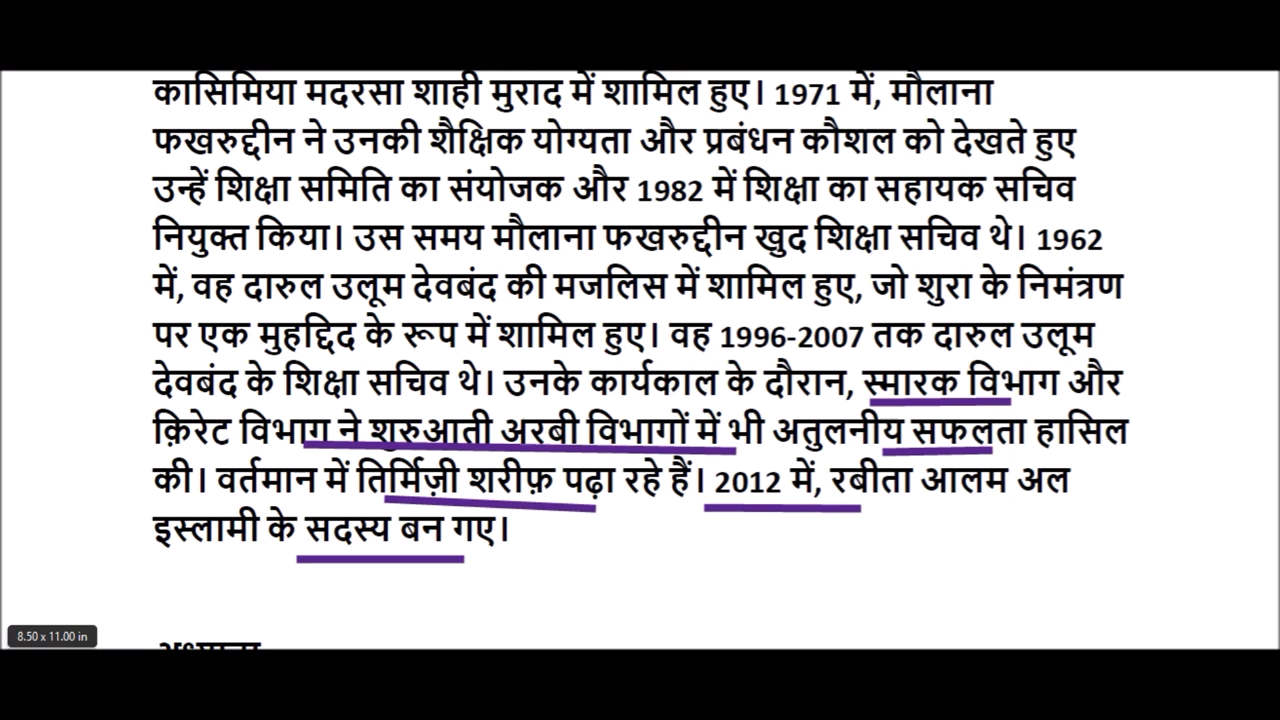 कासिमिया मदरसा शाही मुराद में शामिल हुए। 1971 में, मौलाना
फखरुद्दीन ने उनकी शैक्षिक योग्यता और प्रबंधन कौशल को देखते हुए
उन्हें शिक्षा समिति का संयोजक और 1982 में शिक्षा का सहायक सचिव
नियुक्त किया। उस समय मौलाना फखरुद्दीन खुद शिक्षा सचिव थे। 1962
में, वह दारुल उलूम देवबंद की मजलिस में शामिल हुए, जो शुरा के निमंत्रण
पर एक मुहद्दिद के रूप में शामिल हुए। वह 1996-2007 तक दारुल उलूम
देवबंद के शिक्षा सचिव थे। उनके कार्यकाल के दौरान, स्मारक विभाग और
क़िरेट विभाग ने शुरुआती अरबी विभागों में भी अतुलनीय सफलता हासिल
की। वर्तमान में तिर्मिज़ी शरीफ़ पढ़ा रहे हैं। 2012 में, रबीता आलम अल
इस्लामी के सदस्य बन गए।
8.50 x 11.00 in